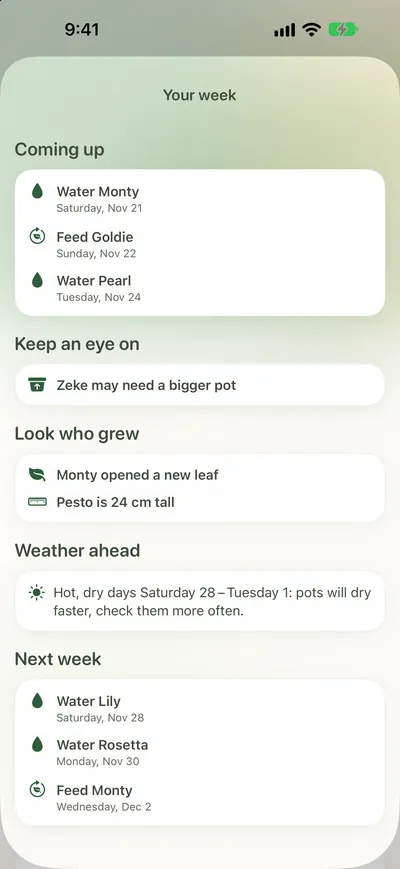 9:41
Your week
Coming up
Water Monty
Saturday, Nov 21
Feed Goldie
Sunday, Nov 22
Water Pearl
Tuesday, Nov 24
Keep an eye on
Zeke may need a bigger pot
Look who grew
Monty opened a new leaf
Pesto is 24 cm tall
Weather ahead
Hot, dry days Saturday 28 – Tuesday 1: pots will dry
faster, check them more often.
Next week
Water Lily
Saturday, Nov 28
Water Rosetta
Monday, Nov 30
Feed Monty
Wednesday, Dec 2